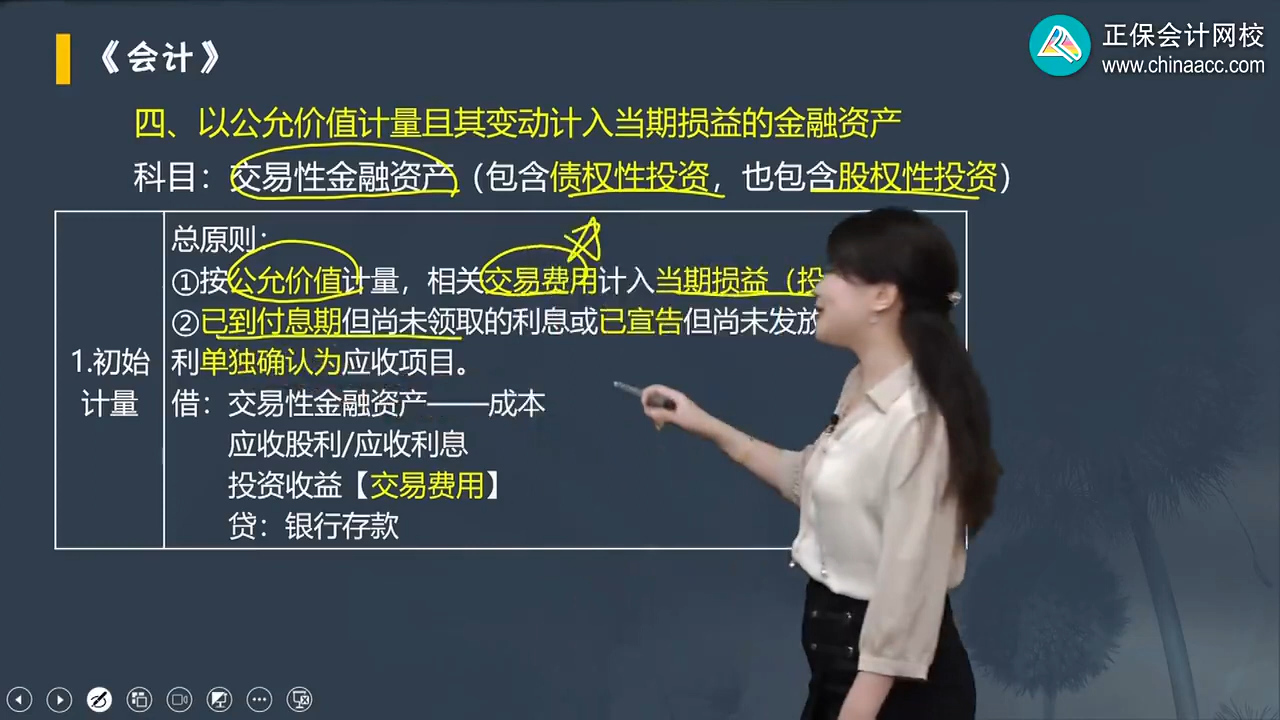 《会计》
正保会计网校
www.chinaacc.com
四、以公允价值计量且其变动计入当期损益的金融资产
科目：交易性金融资产（包含债权性投资，也包含股权性投资）
总原则：
①按公允价值计量，相关交易费用计入当期损益（投
②已到付息期但尚未领取的利息或已宣告但尚未发放
利单独确认为应收项目。
1.初始
计量
借：交易性金融资产——成本
应收股利/应收利息
投资收益【交易费用】
贷：银行存款